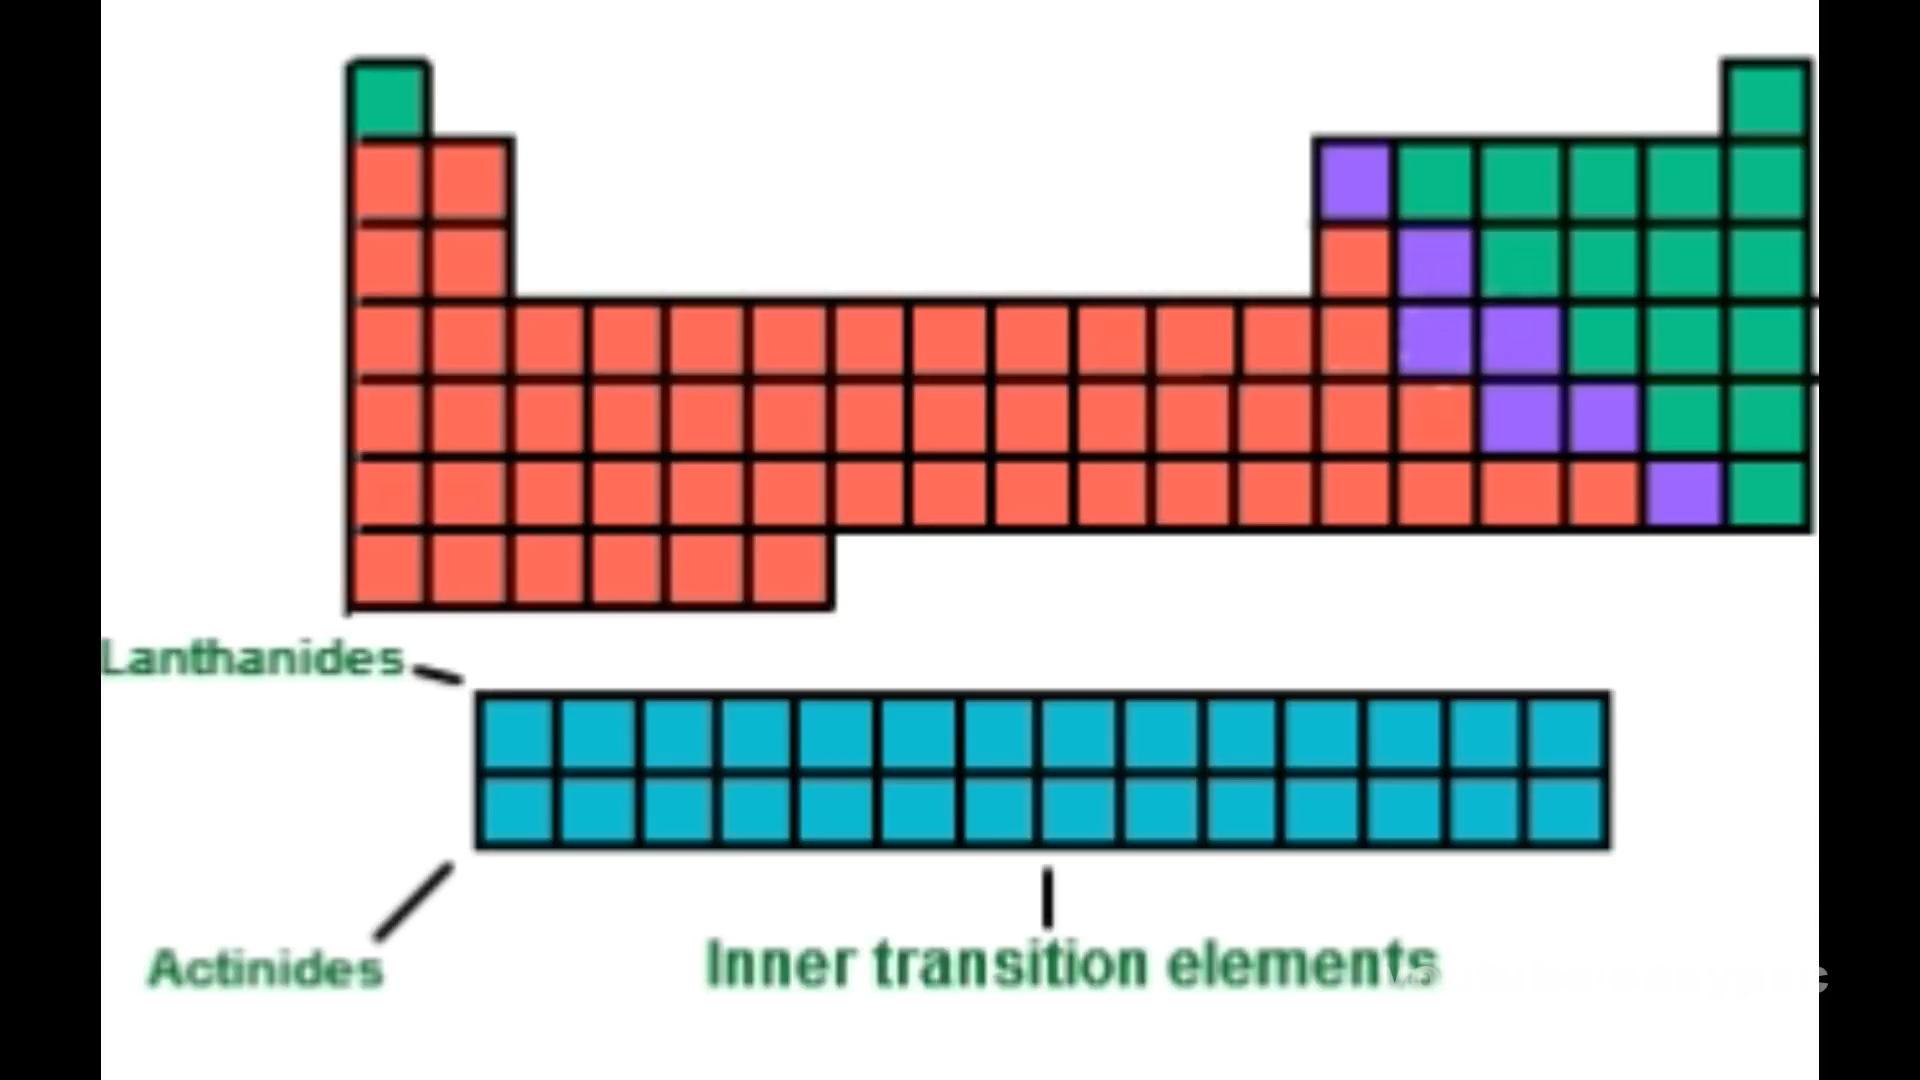 Lanthanides
Actinides
Inner transition elements